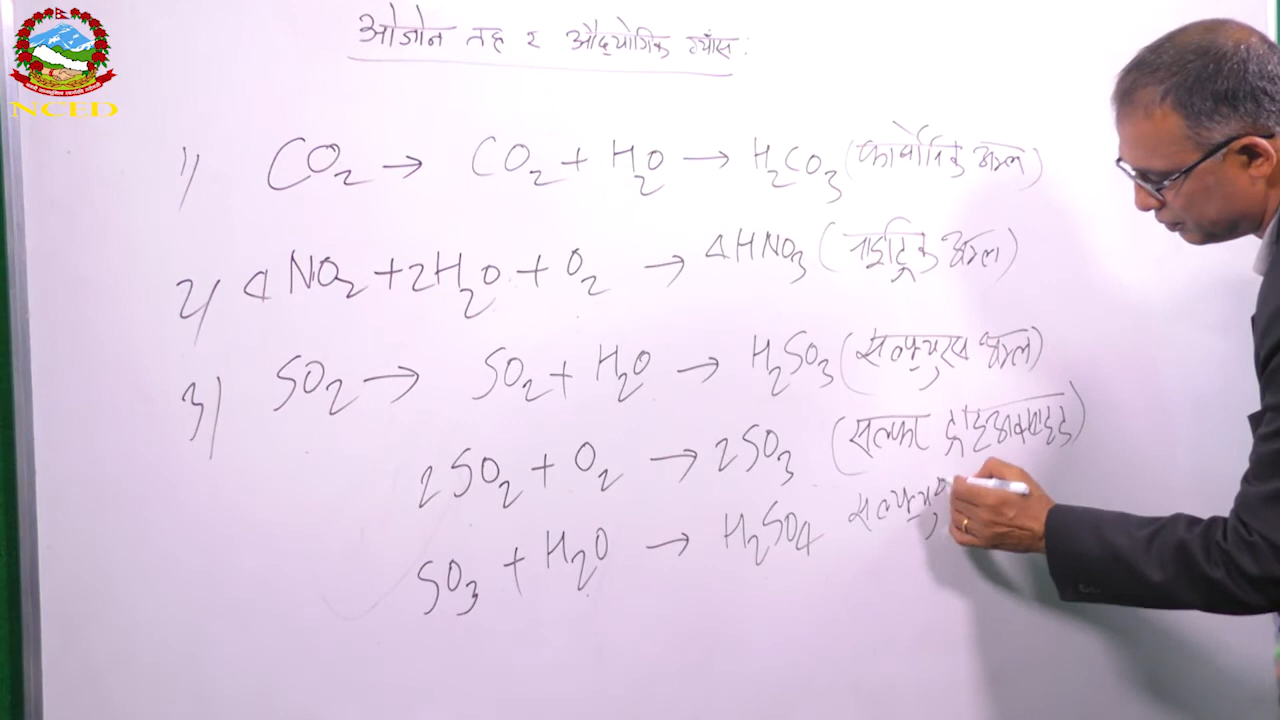 NCED
ओजोन तह र औद्योगिक ग्याँस:
1) CO₂ → CO₂ + H₂O → H₂CO₃ (कार्बोनिक अम्ल)
2) 4NO₂ + 2H₂O + O₂ → 4HNO₃ (नाइट्रिक अम्ल)
3) SO₂ → SO₂ + H₂O → H₂SO₃ (सल्फ्युरस अम्ल)
2SO₂ + O₂ → 2SO₃ (सल्फर ट्राइअक्साइड)
SO₃ + H₂O → H₂SO₄